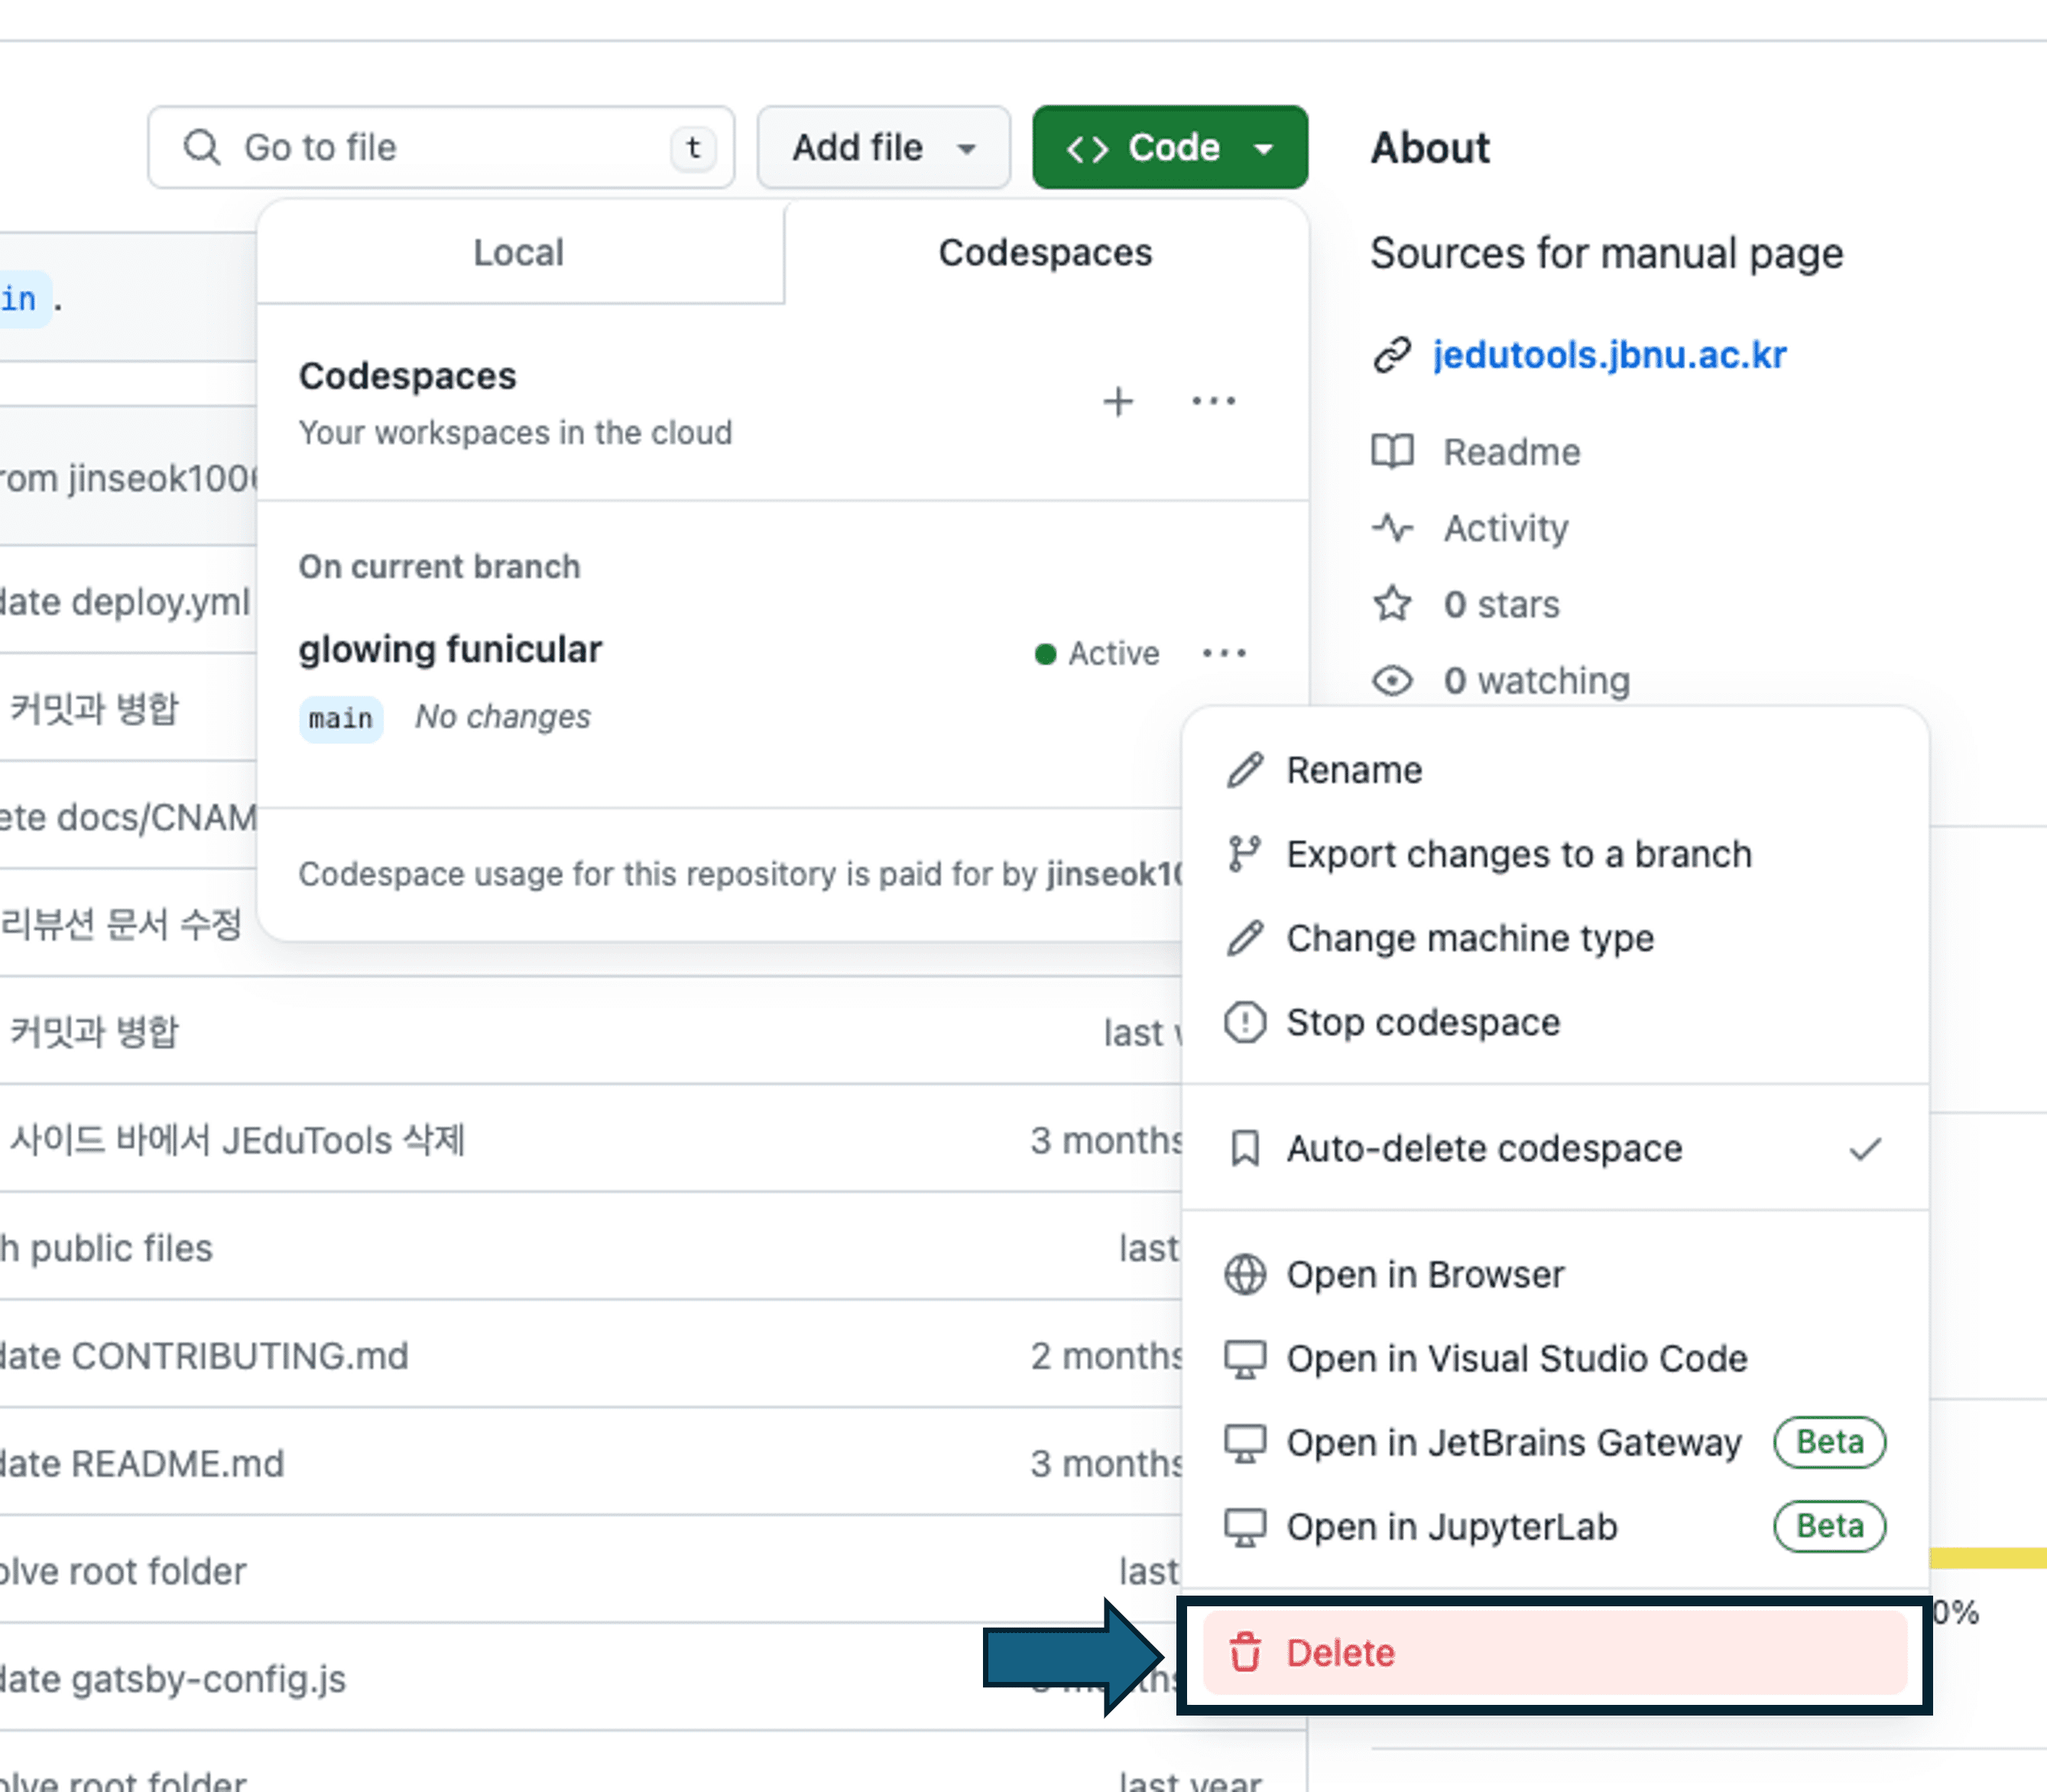 Go to file t Add file Code About
Local Codespaces
Sources for manual page
in .
jedutools.jbnu.ac.kr
Codespaces
Your workspaces in the cloud
Readme
rom jinseok100
Activity
On current branch
date deploy.yml
0 stars
glowing funicular Active
0 watching
커밋과 병합
main No changes
Rename
ete docs/CNAM
Export changes to a branch
Codespace usage for this repository is paid for by jinseok10
리뷰션 문서 수정
Change machine type
커밋과 병합 last
Stop codespace
사이드 바에서 JEduTools 삭제 3 months
Auto-delete codespace
h public files last
Open in Browser
date CONTRIBUTING.md 2 months
Open in Visual Studio Code
date README.md 3 months
Open in JetBrains Gateway Beta
Open in JupyterLab Beta
olve root folder last
0%
Delete
date gatsby-config.js
olve root folder last year